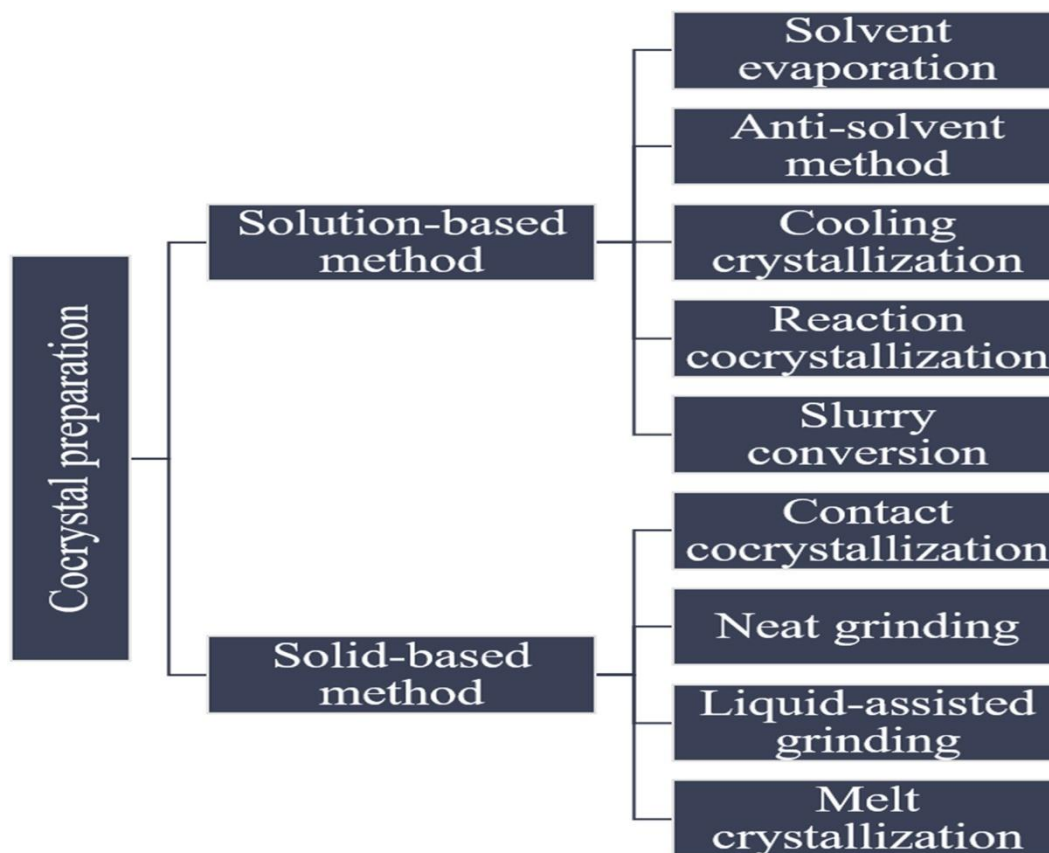 Cocrystal preparation
Solution-based
method
Solvent
evaporation
Anti-solvent
method
Cooling
crystallization
Reaction
cocrystallization
Slurry
conversion
Solid-based
method
Contact
cocrystallization
Neat grinding
Liquid-assisted
grinding
Melt
crystallization